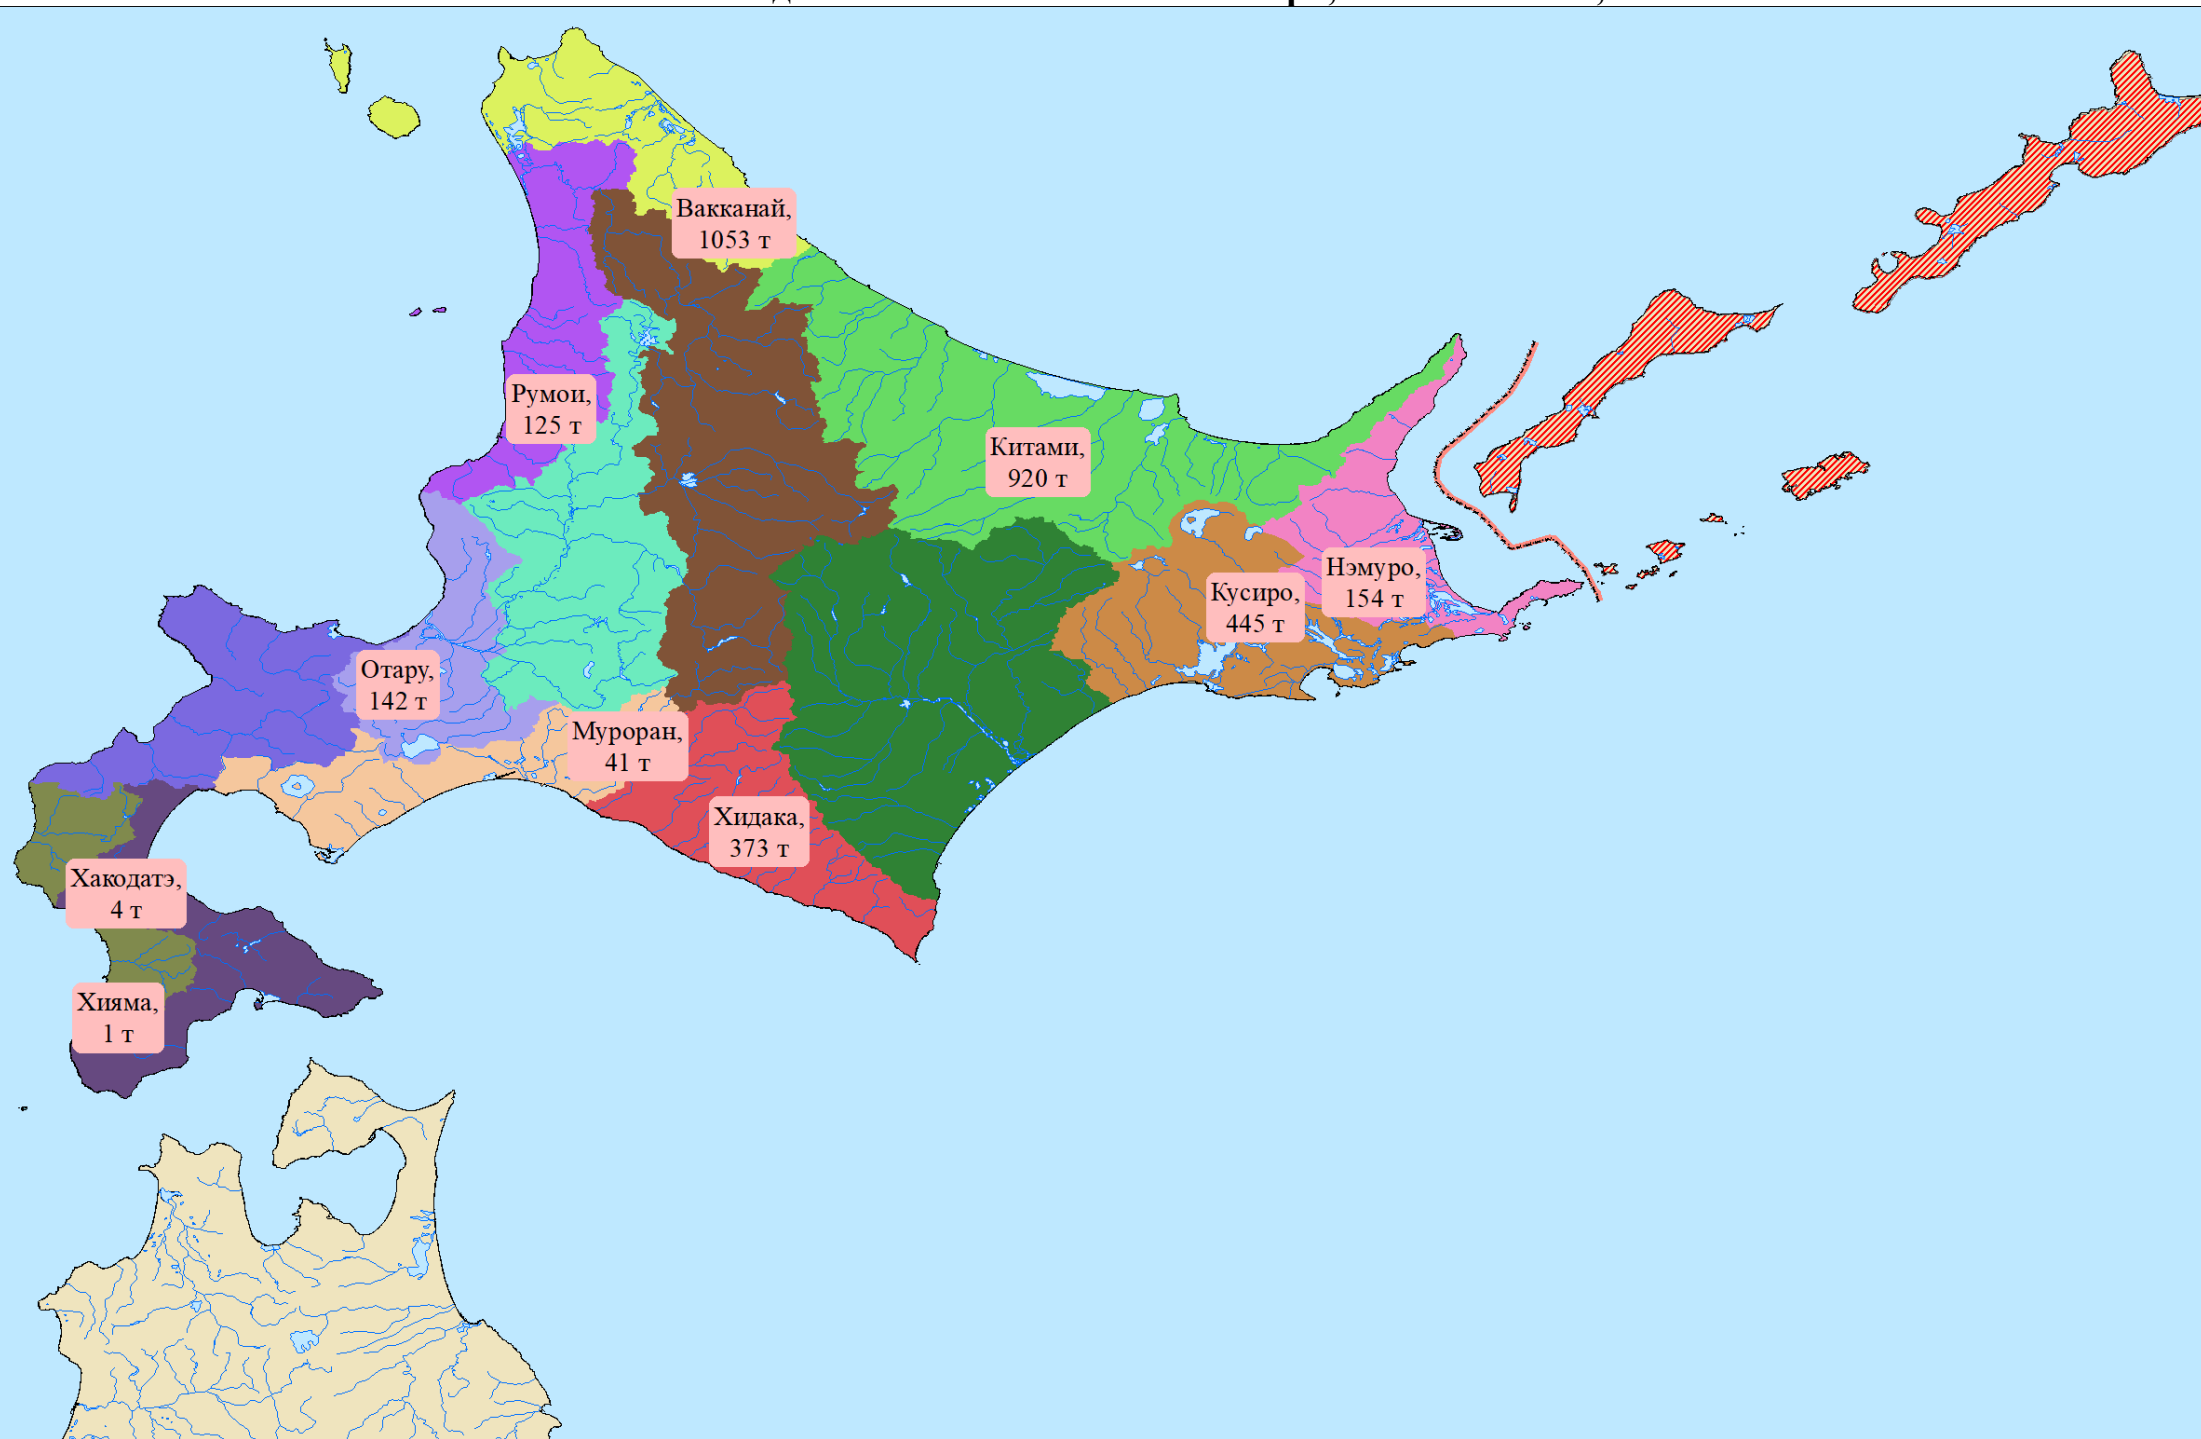 Вакканай,
1053 т
Румои,
125 т
Китами,
920 т
Нэмуро,
154 т
Кусиро,
445 т
Отару,
142 т
Муроран,
41 т
Хидака,
373 т
Хакодатэ,
4 т
Хияма,
1 т